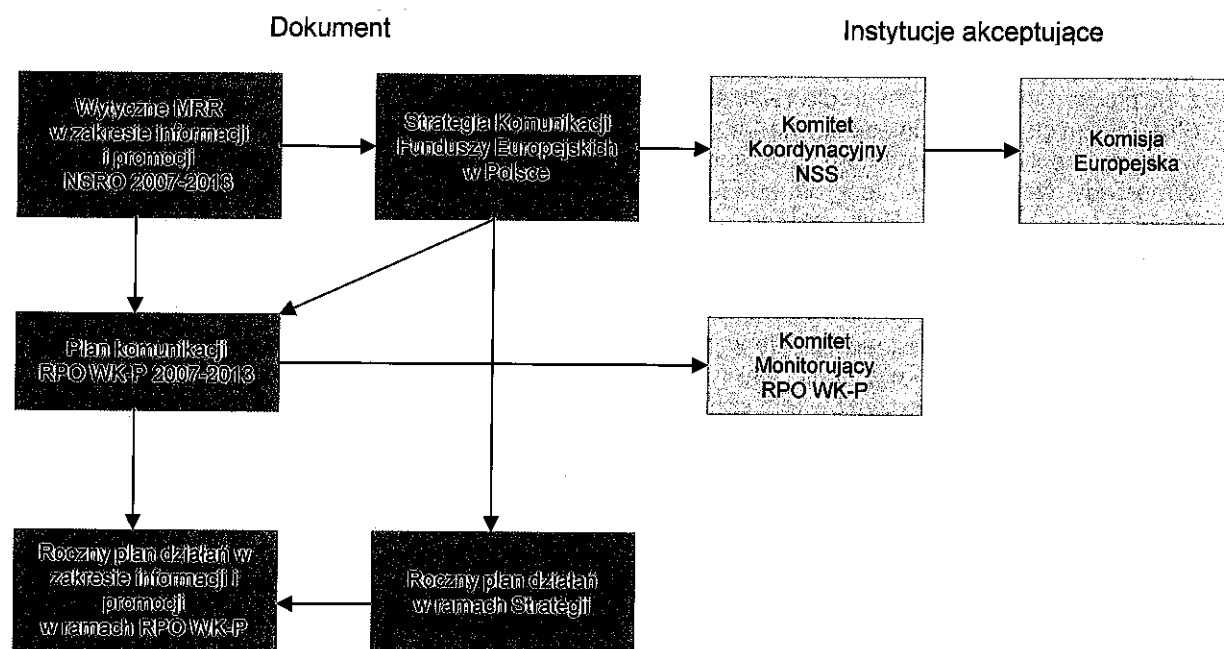 Dokument
Instytucje akceptujące
Wytyczne MRR
w zakresie informacji
i promocji
NSRO 2007-2013
Strategia Komunikacji
Funduszy Europejskich
w Polsce
Komitet
Koordynacyjny
NSS
Komisja
Europejska
Plan komunikacji
RPO WK-P 2007-2013
Komitet
Monitorujący
RPO WK-P
Roczny plan działań w
zakresie informacji i
promocji
w ramach RPO WK-P
Roczny plan działań
w ramach Strategii